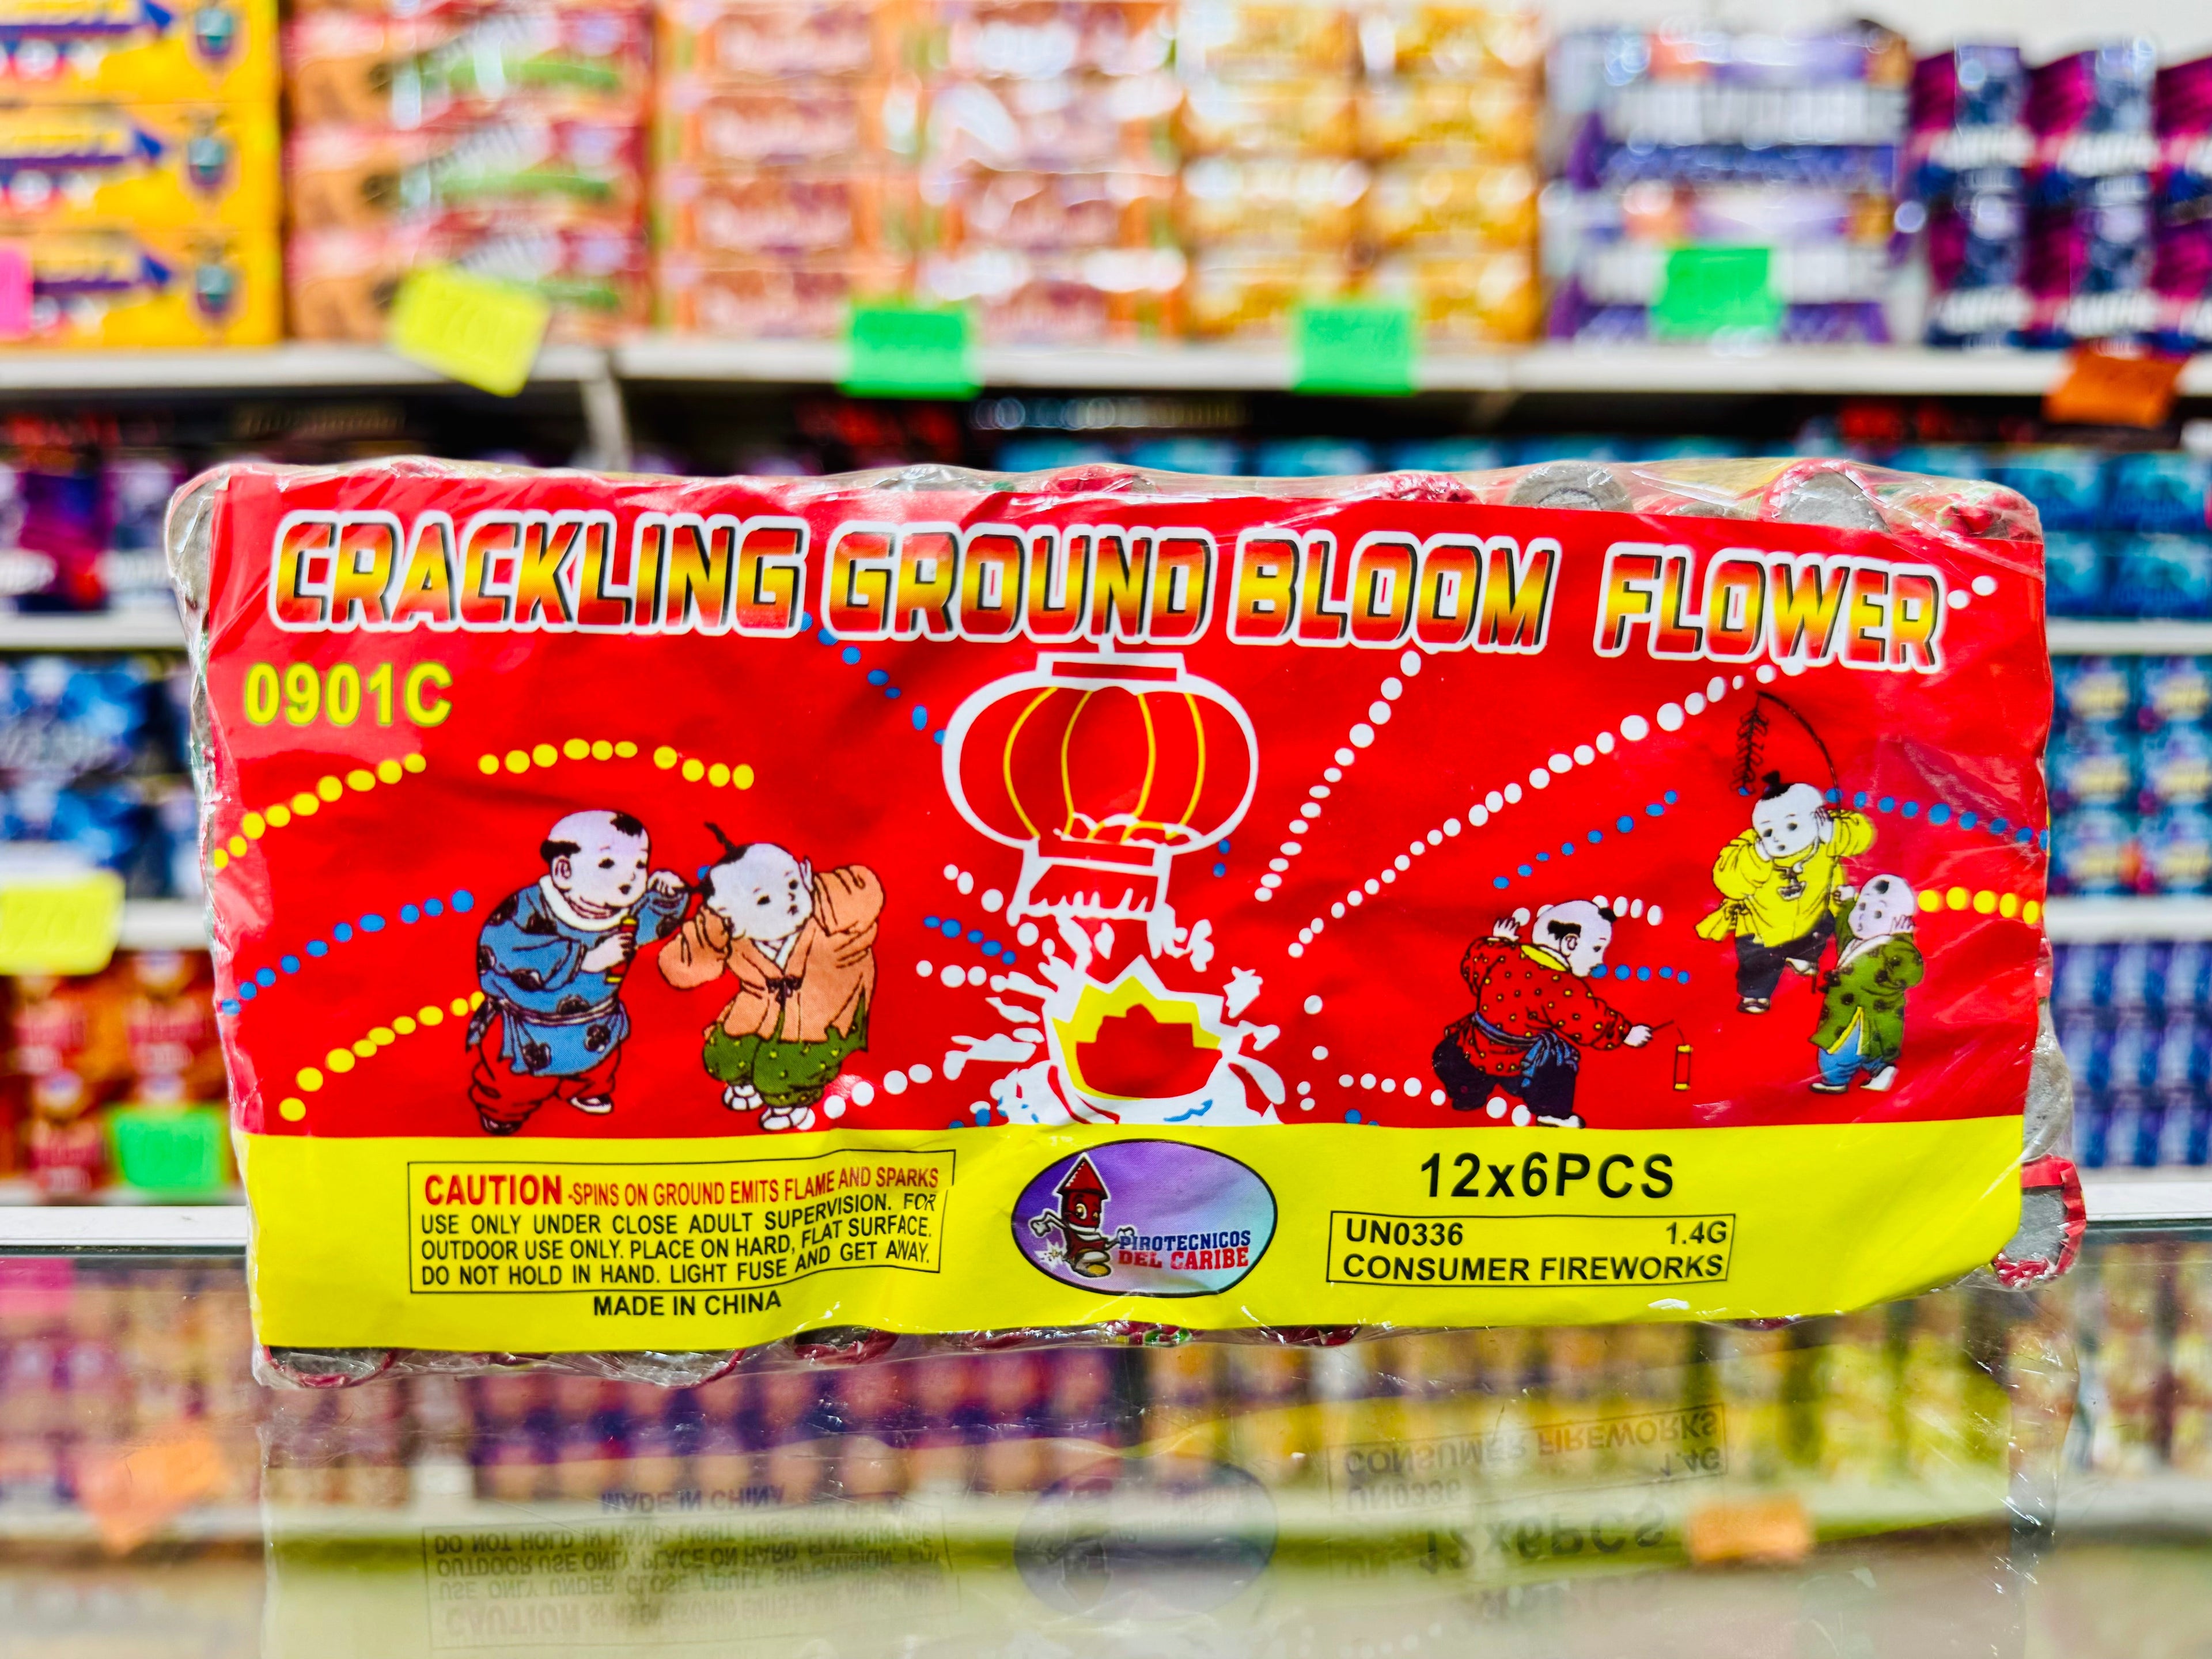 CRACKLING GROUND BLOOM FLOWER
0901C
CAUTION -SPINS ON GROUND EMITS FLAME AND SPARKS
USE ONLY UNDER CLOSE ADULT SUPERVISION. FOR
OUTDOOR USE ONLY. PLACE ON HARD, FLAT SURFACE.
DO NOT HOLD IN HAND. LIGHT FUSE AND GET AWAY.
MADE IN CHINA
PIROTECNICOS
DEL CARIBE
12x6PCS
UN0336 1.4G
CONSUMER FIREWORKS